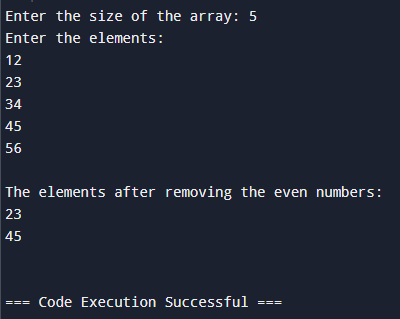 Enter the size of the array: 5
Enter the elements:
12
23
34
45
56
The elements after removing the even numbers:
23
45
=== Code Execution Successful ===